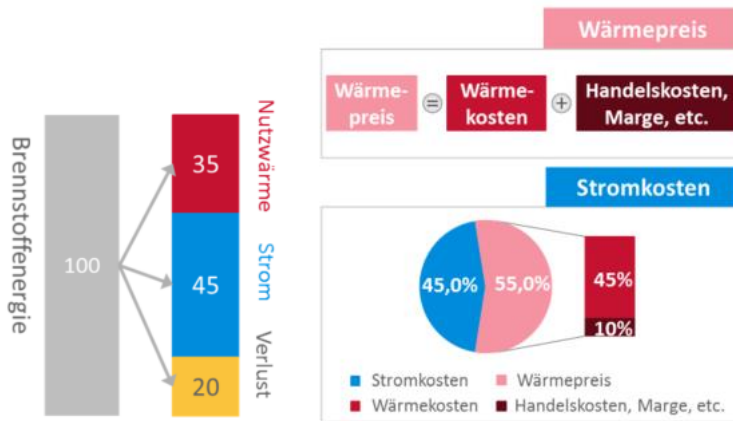 Brennstoffenergie
100
35
45
20
Nutzwärme
Strom
Verlust
Wärmepreis
Wärme-
preis
=
Wärme-
kosten
+
Handelskosten,
Marge, etc.
Stromkosten
45,0%
55,0%
45%
10%
Stromkosten
Wärmepreis
Wärmekosten
Handelskosten, Marge, etc.